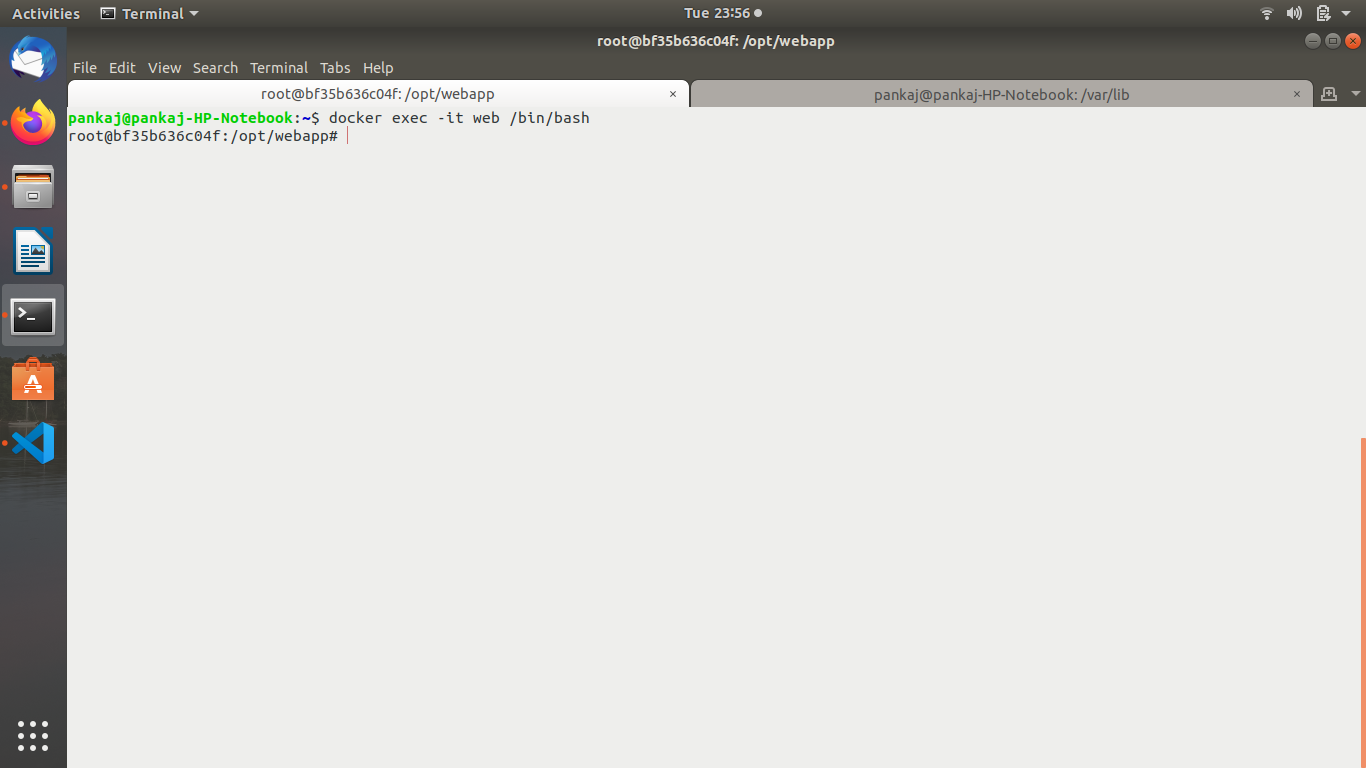 Activities Terminal Tue 23:56
root@bf35b636c04f: /opt/webapp
File Edit View Search Terminal Tabs Help
root@bf35b636c04f: /opt/webapp × pankaj@pankaj-HP-Notebook: /var/lib ×
pankaj@pankaj-HP-Notebook:~$ docker exec -it web /bin/bash
root@bf35b636c04f:/opt/webapp#